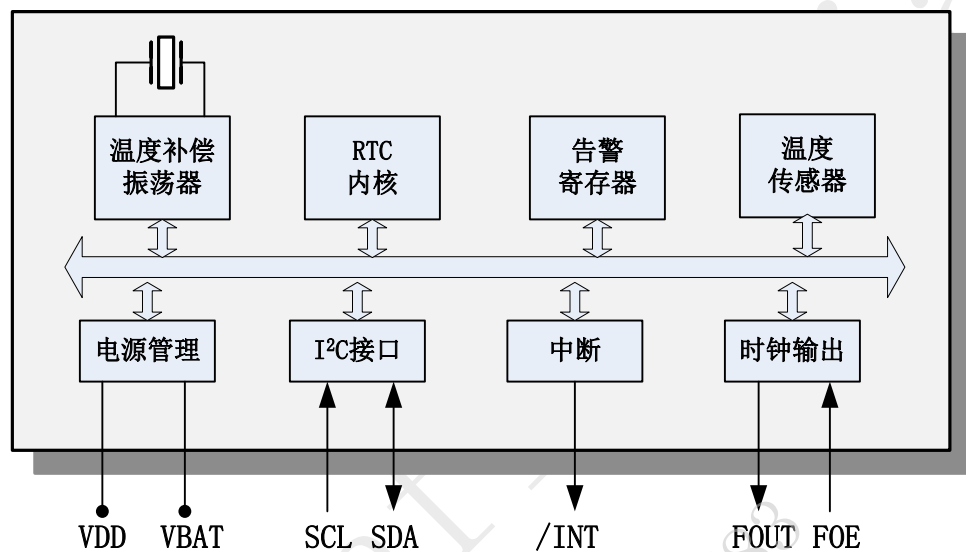 温度补偿
振荡器
RTC
内核
告警
寄存器
温度
传感器
电源管理
I²C接口
中断
时钟输出
VDD
VBAT
SCL
SDA
/INT
FOUT
FOE